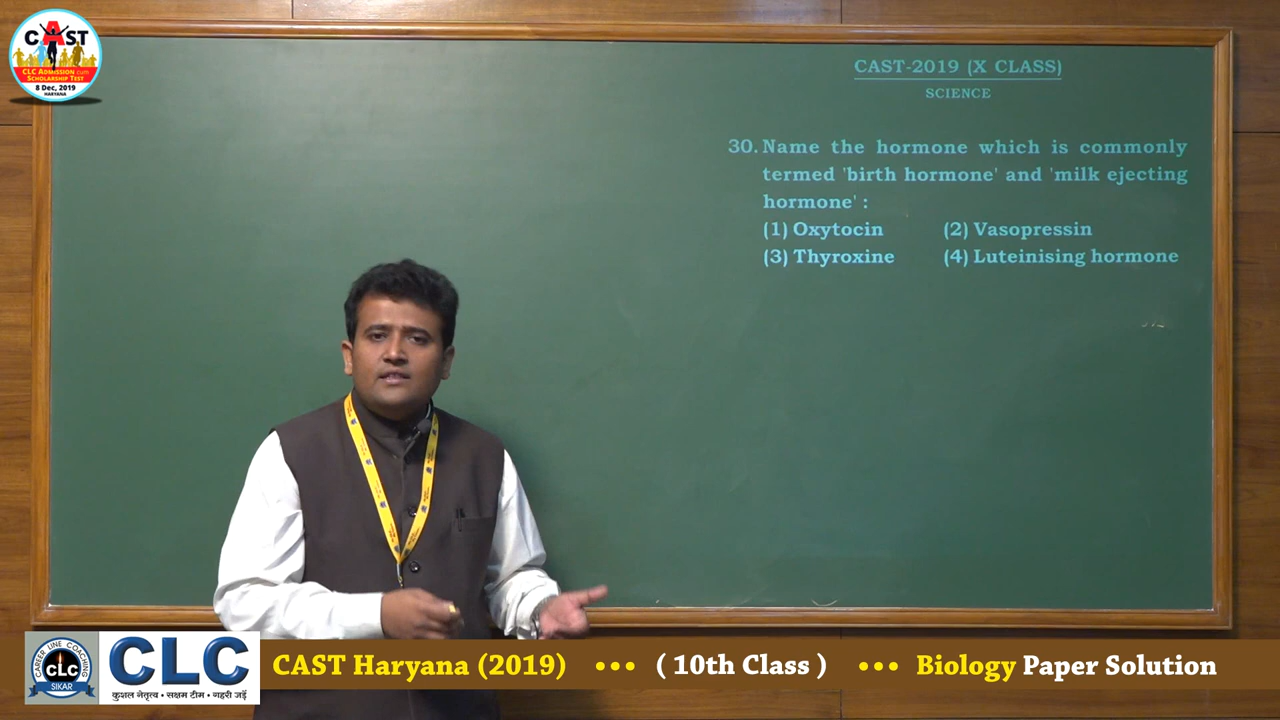 CAST
CLC ADMISSION cum
SCHOLARSHIP TEST
8 Dec, 2019
HARYANA
CAST-2019 (X CLASS)
SCIENCE
30. Name the hormone which is commonly
termed 'birth hormone' and 'milk ejecting
hormone' :
(1) Oxytocin (2) Vasopressin
(3) Thyroxine (4) Luteinising hormone
CAREER LINE COACHING
CLC
SIKAR
CLC
कुशल नेतृत्व • सक्षम टीम • गहरी जड़ें
CAST Haryana (2019) ••• ( 10th Class ) ••• Biology Paper Solution